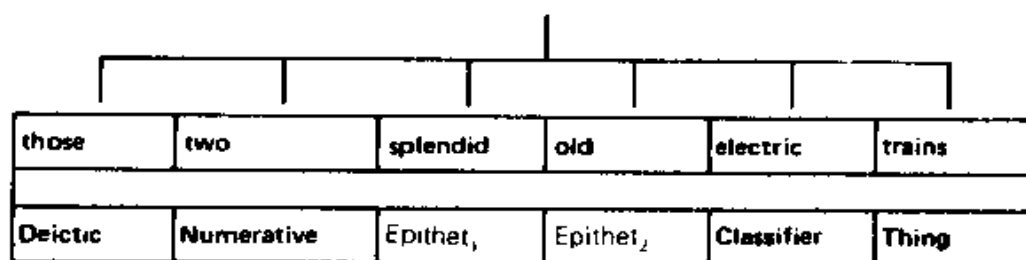 those two splendid old electric trains
Deictic Numerative Epithet₁ Epithet₂ Classifier Thing